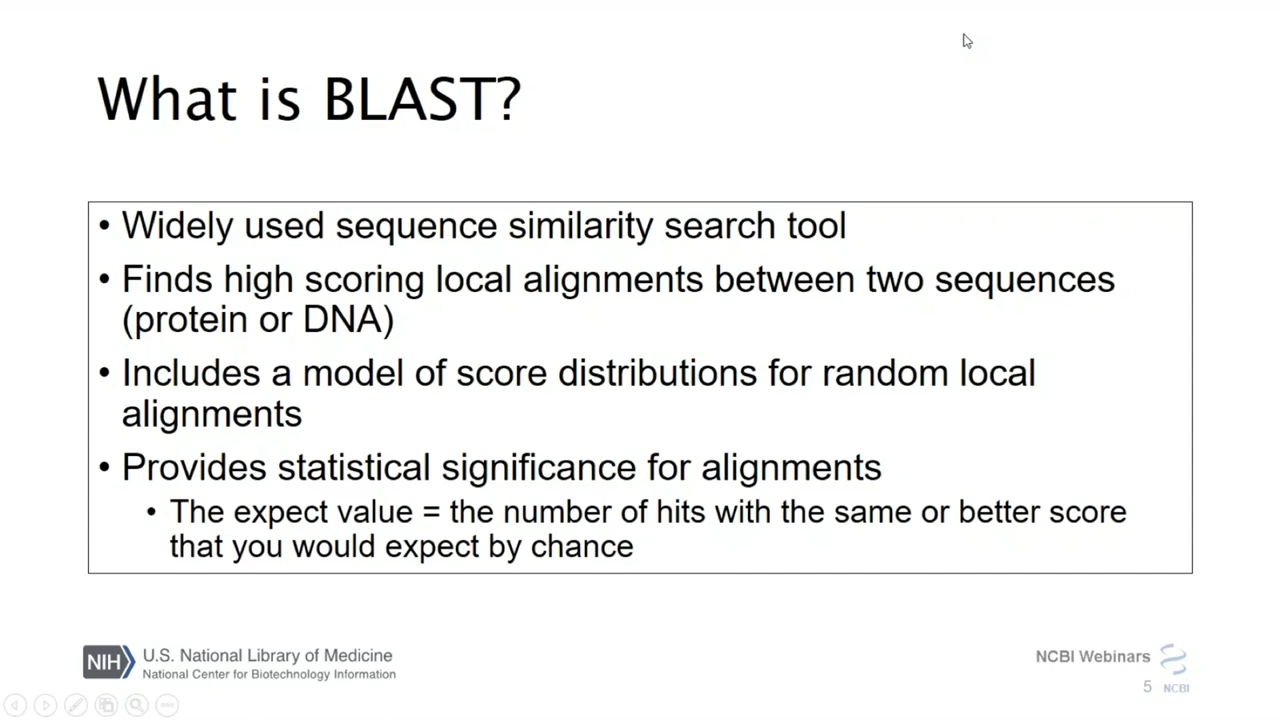 What is BLAST?
• Widely used sequence similarity search tool
• Finds high scoring local alignments between two sequences
(protein or DNA)
• Includes a model of score distributions for random local
alignments
• Provides statistical significance for alignments
• The expect value = the number of hits with the same or better score
that you would expect by chance
NIH U.S. National Library of Medicine
National Center for Biotechnology Information
NCBI Webinars
5 NCBI